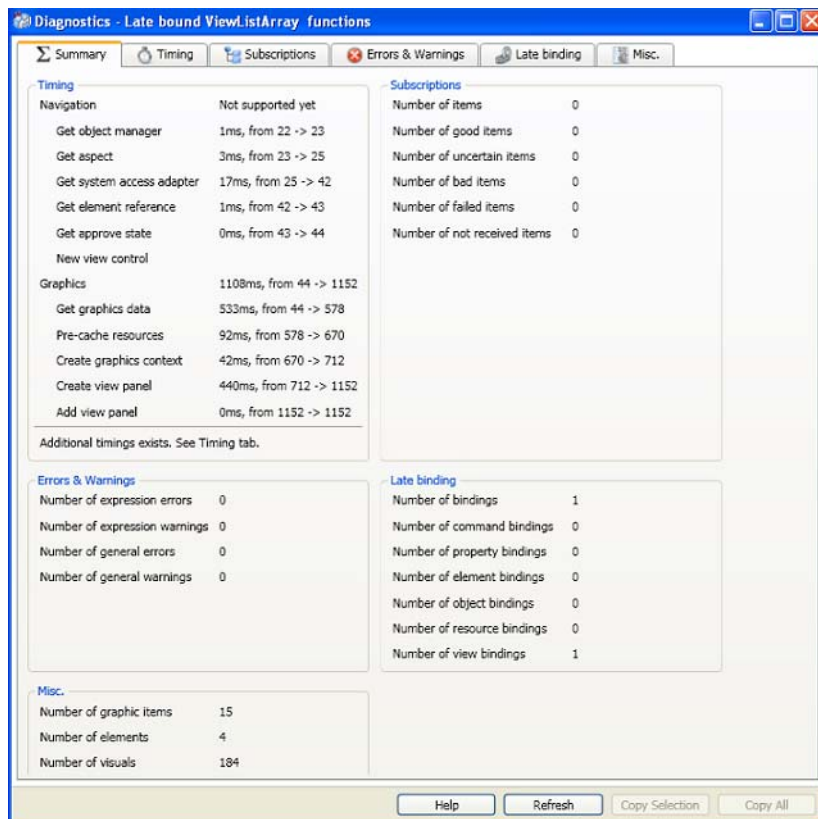 Diagnostics - Late bound ViewListArray functions
Summary
Timing
Subscriptions
Errors & Warnings
Late binding
Misc.
Timing
Navigation Not supported yet
Get object manager 1ms, from 22 -> 23
Get aspect 3ms, from 23 -> 25
Get system access adapter 17ms, from 25 -> 42
Get element reference 1ms, from 42 -> 43
Get approve state 0ms, from 43 -> 44
New view control
Graphics 1108ms, from 44 -> 1152
Get graphics data 533ms, from 44 -> 578
Pre-cache resources 92ms, from 578 -> 670
Create graphics context 42ms, from 670 -> 712
Create view panel 440ms, from 712 -> 1152
Add view panel 0ms, from 1152 -> 1152
Additional timings exists. See Timing tab.
Subscriptions
Number of items 0
Number of good items 0
Number of uncertain items 0
Number of bad items 0
Number of failed items 0
Number of not received items 0
Errors & Warnings
Number of expression errors 0
Number of expression warnings 0
Number of general errors 0
Number of general warnings 0
Late binding
Number of bindings 1
Number of command bindings 0
Number of property bindings 0
Number of element bindings 0
Number of object bindings 0
Number of resource bindings 0
Number of view bindings 1
Misc.
Number of graphic items 15
Number of elements 4
Number of visuals 184
Help
Refresh
Copy Selection
Copy All